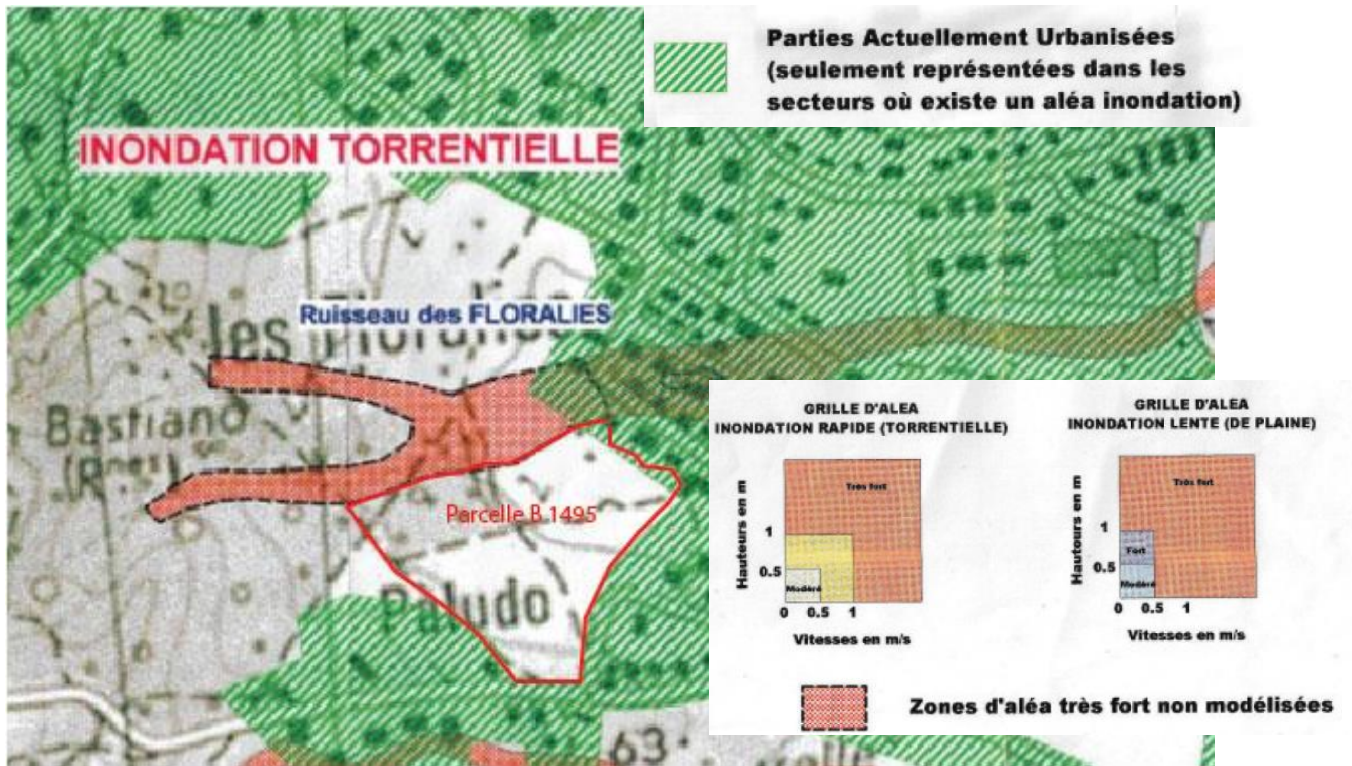 Parties Actuellement Urbanisées
(seulement représentées dans les
secteurs où existe un aléa inondation)
INONDATION TORRENTIELLE
Ruisseau des FLORALIES
les
Bastiano
Parcelle B 1495
Paludo
63
GRILLE D'ALEA
INONDATION RAPIDE (TORRENTIELLE)
Hauteurs en m
Très fort
1
0.5
Modéré
0 0.5 1
Vitesses en m/s
GRILLE D'ALEA
INONDATION LENTE (DE PLAINE)
Hauteurs en m
Très fort
1
Fort
0.5
Modéré
0 0.5 1
Vitesses en m/s
Zones d'aléa très fort non modélisées